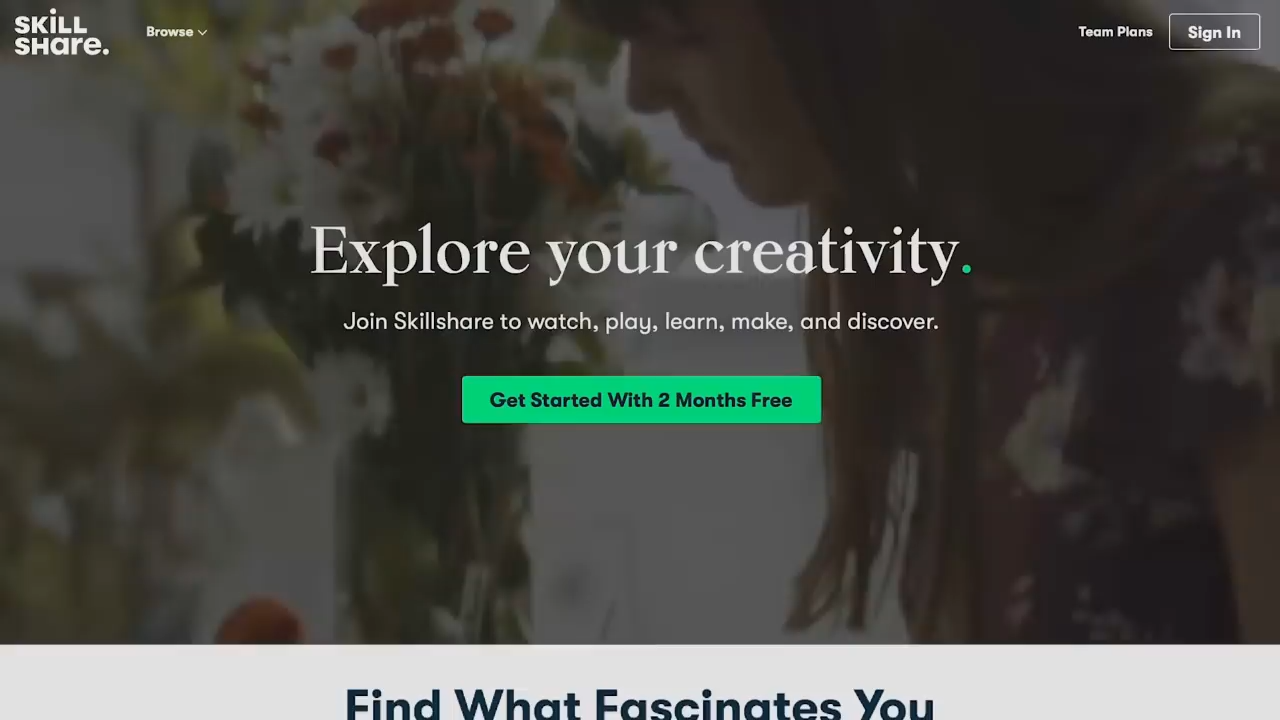 SKILL
SHare.
Browse
Team Plans
Sign In
Explore your creativity.
Join Skillshare to watch, play, learn, make, and discover.
Get Started With 2 Months Free
Find What Fascinates You